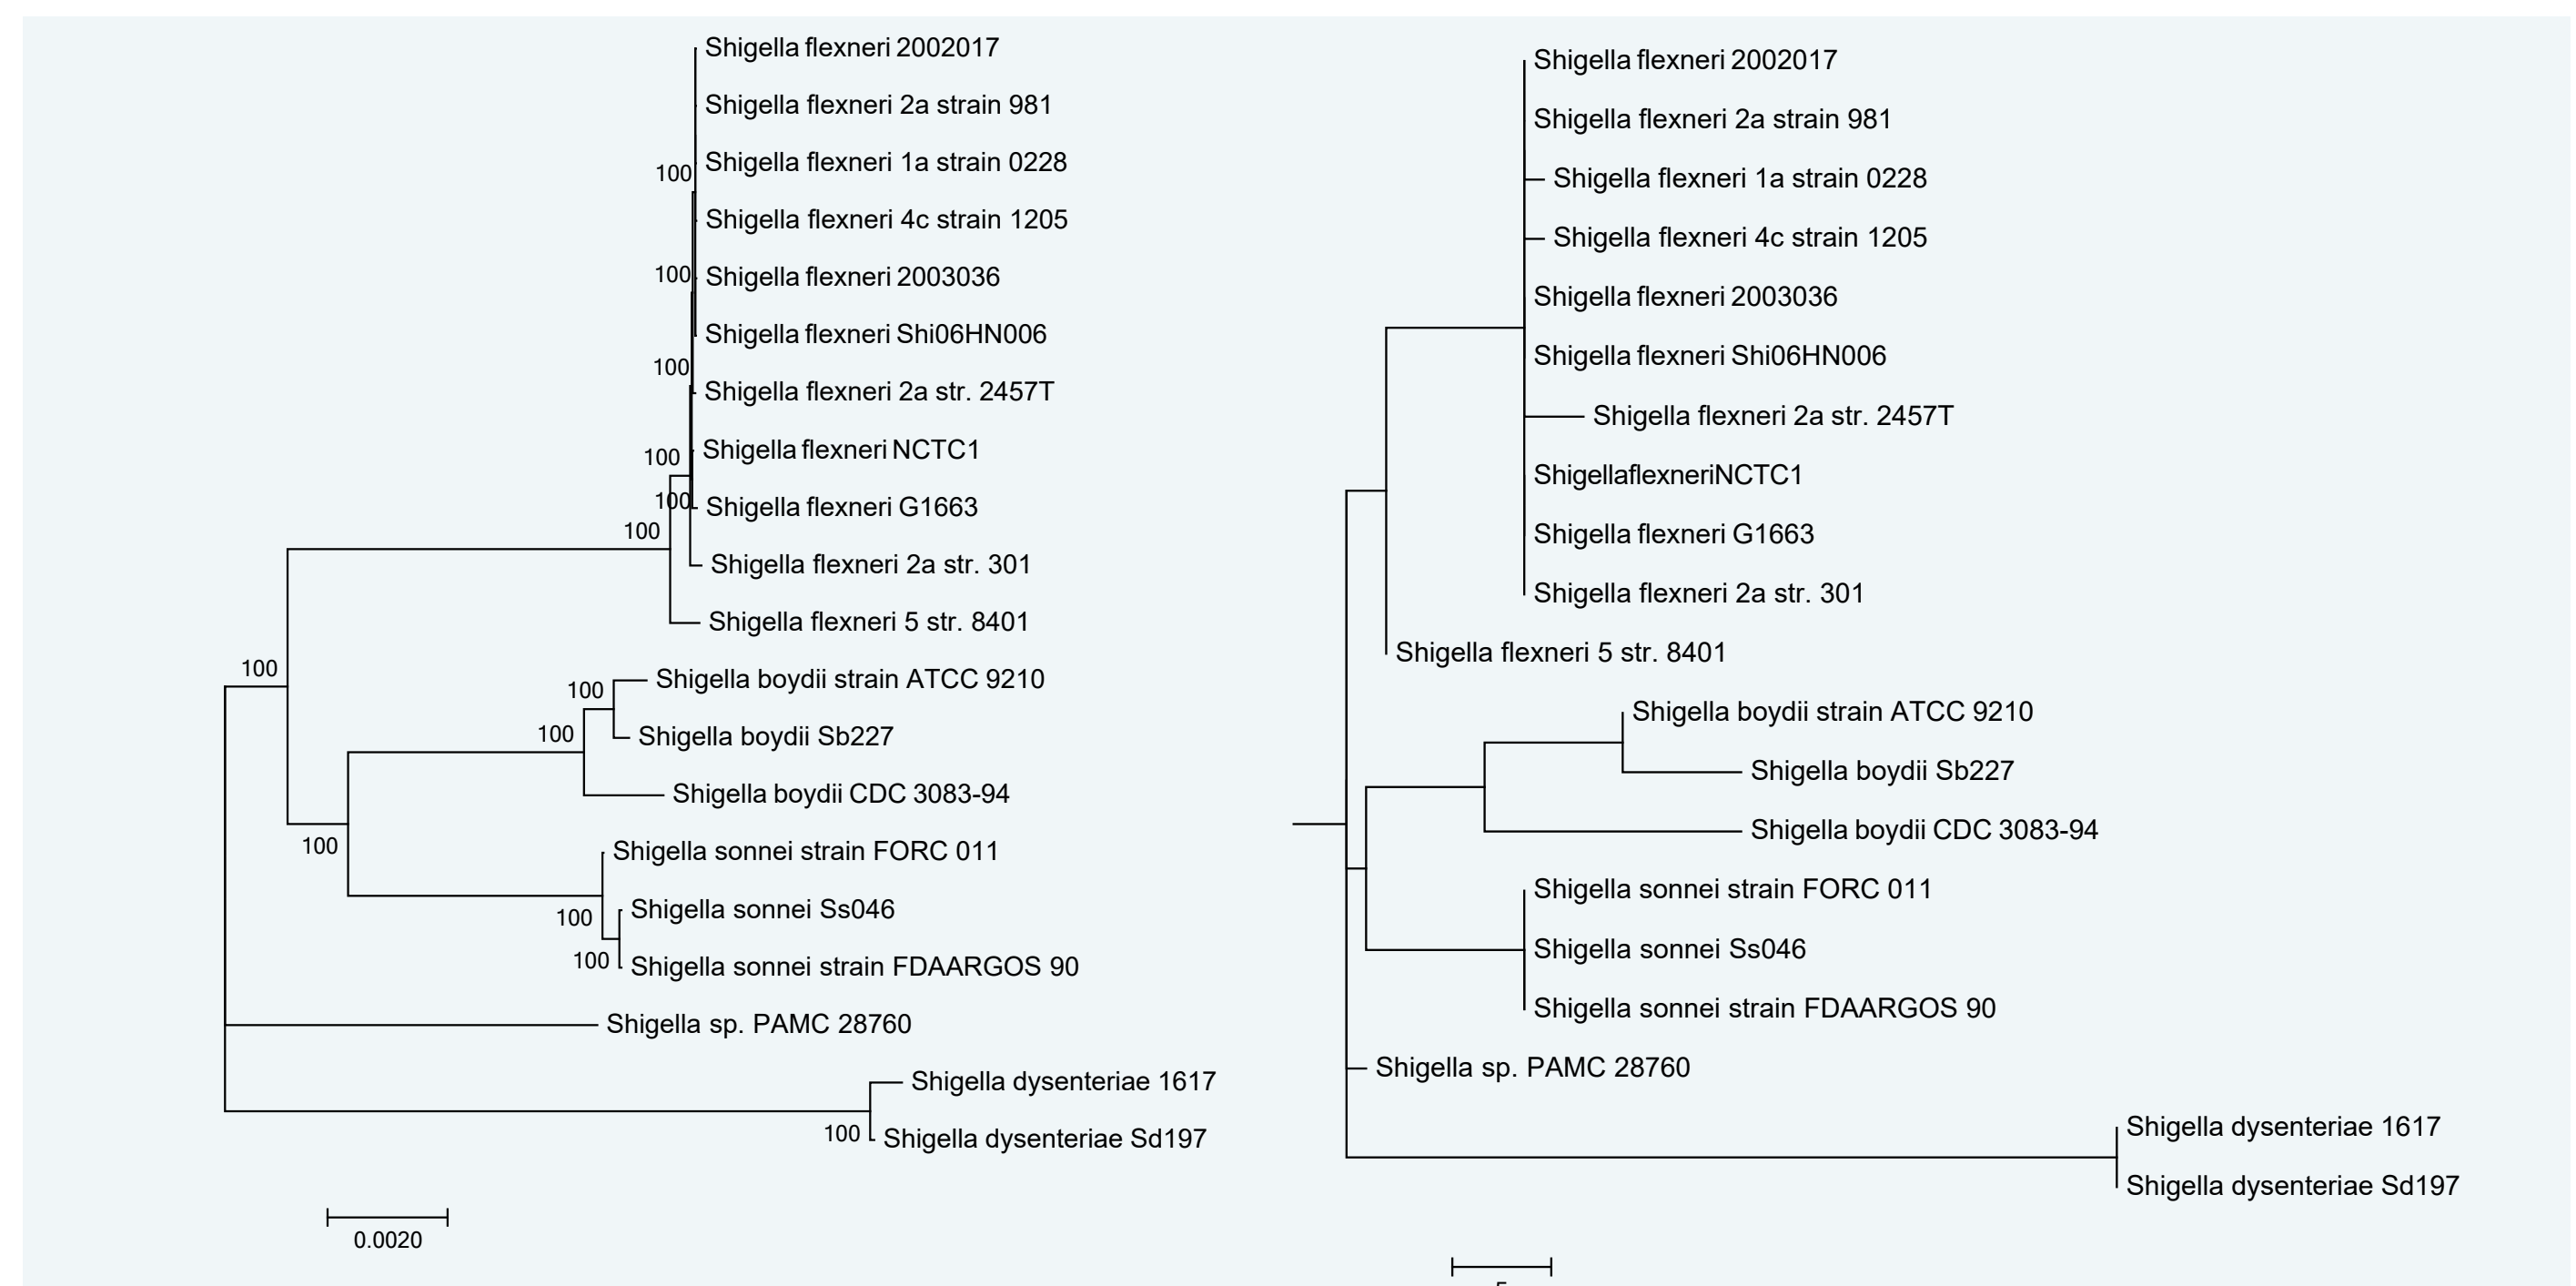 Shigella flexneri 2002017
Shigella flexneri 2a strain 981
100
Shigella flexneri 1a strain 0228
Shigella flexneri 4c strain 1205
100
Shigella flexneri 2003036
Shigella flexneri Shi06HN006
100
Shigella flexneri 2a str. 2457T
100
Shigella flexneri NCTC1
100
Shigella flexneri G1663
100
Shigella flexneri 2a str. 301
Shigella flexneri 5 str. 8401
100
100
Shigella boydii strain ATCC 9210
100
Shigella boydii Sb227
Shigella boydii CDC 3083-94
100
Shigella sonnei strain FORC 011
100
Shigella sonnei Ss046
100
Shigella sonnei strain FDAARGOS 90
Shigella sp. PAMC 28760
Shigella dysenteriae 1617
100
Shigella dysenteriae Sd197
0.0020
Shigella flexneri 2002017
Shigella flexneri 2a strain 981
Shigella flexneri 1a strain 0228
Shigella flexneri 4c strain 1205
Shigella flexneri 2003036
Shigella flexneri Shi06HN006
Shigella flexneri 2a str. 2457T
ShigellaflexneriNCTC1
Shigella flexneri G1663
Shigella flexneri 2a str. 301
Shigella flexneri 5 str. 8401
Shigella boydii strain ATCC 9210
Shigella boydii Sb227
Shigella boydii CDC 3083-94
Shigella sonnei strain FORC 011
Shigella sonnei Ss046
Shigella sonnei strain FDAARGOS 90
Shigella sp. PAMC 28760
Shigella dysenteriae 1617
Shigella dysenteriae Sd197